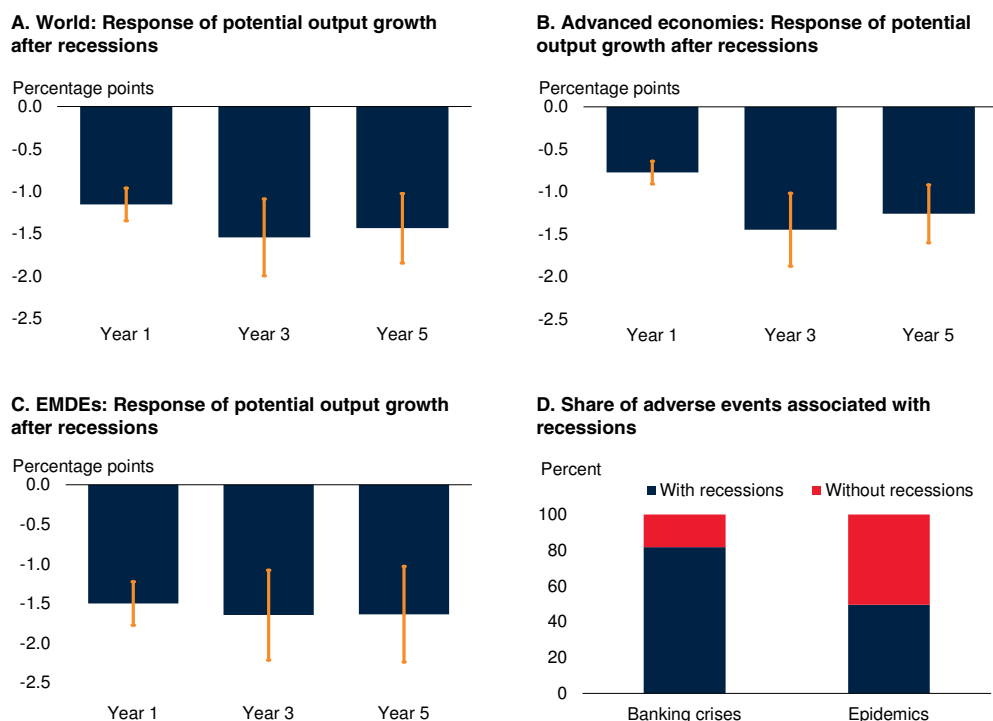 A. World: Response of potential output growth
after recessions
Percentage points
0.0
-0.5
-1.0
-1.5
-2.0
-2.5
Year 1 Year 3 Year 5
B. Advanced economies: Response of potential
output growth after recessions
Percentage points
0.0
-0.5
-1.0
-1.5
-2.0
-2.5
Year 1 Year 3 Year 5
C. EMDEs: Response of potential output growth
after recessions
Percentage points
0.0
-0.5
-1.0
-1.5
-2.0
-2.5
Year 1 Year 3 Year 5
D. Share of adverse events associated with
recessions
Percent
With recessions Without recessions
100
80
60
40
20
0
Banking crises Epidemics